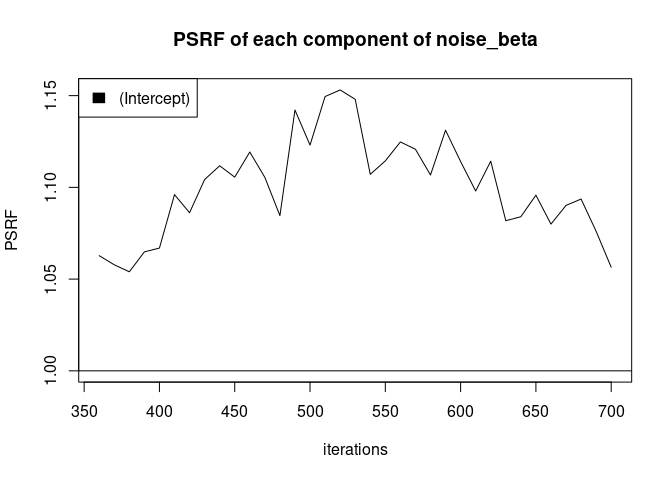 PSRF of each component of noise_beta
(Intercept)
PSRF
1.15
1.10
1.05
1.00
350 400 450 500 550 600 650 700
iterations